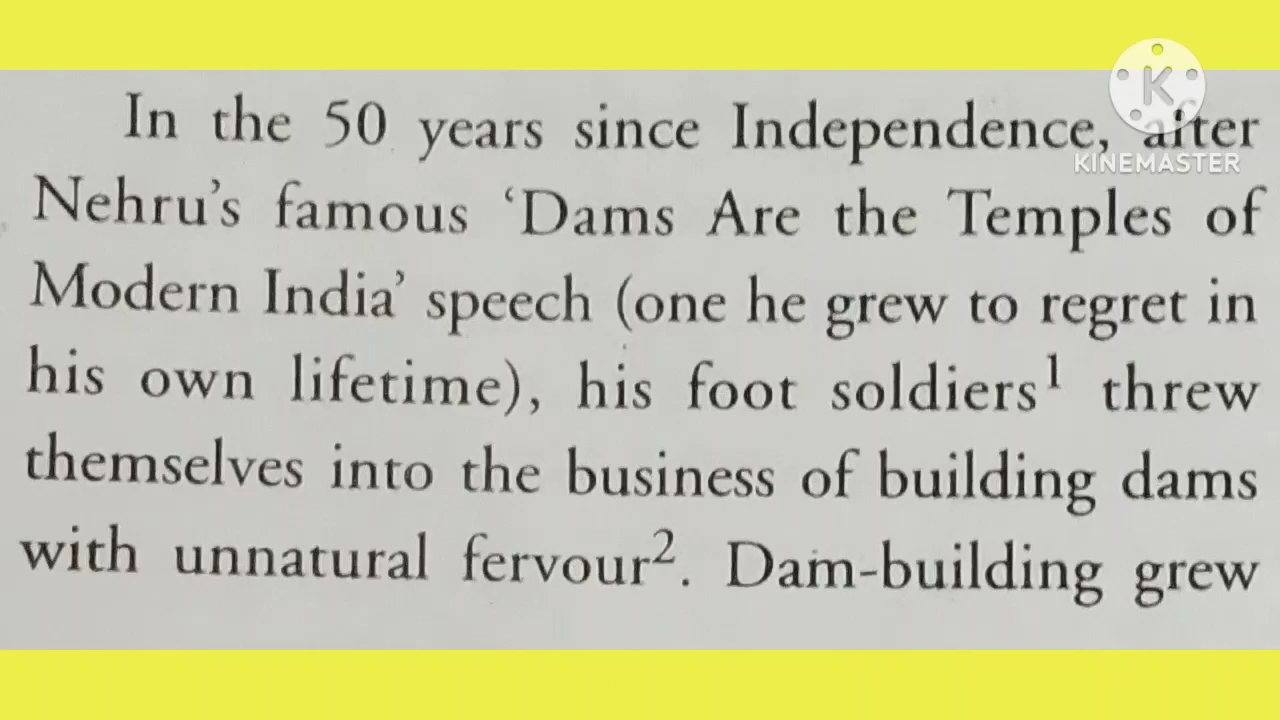 In the 50 years since Independence, after
Nehru's famous ‘Dams Are the Temples of
Modern India’ speech (one he grew to regret in
his own lifetime), his foot soldiers¹ threw
themselves into the business of building dams
with unnatural fervour². Dam-building grew
K
KINEMASTER